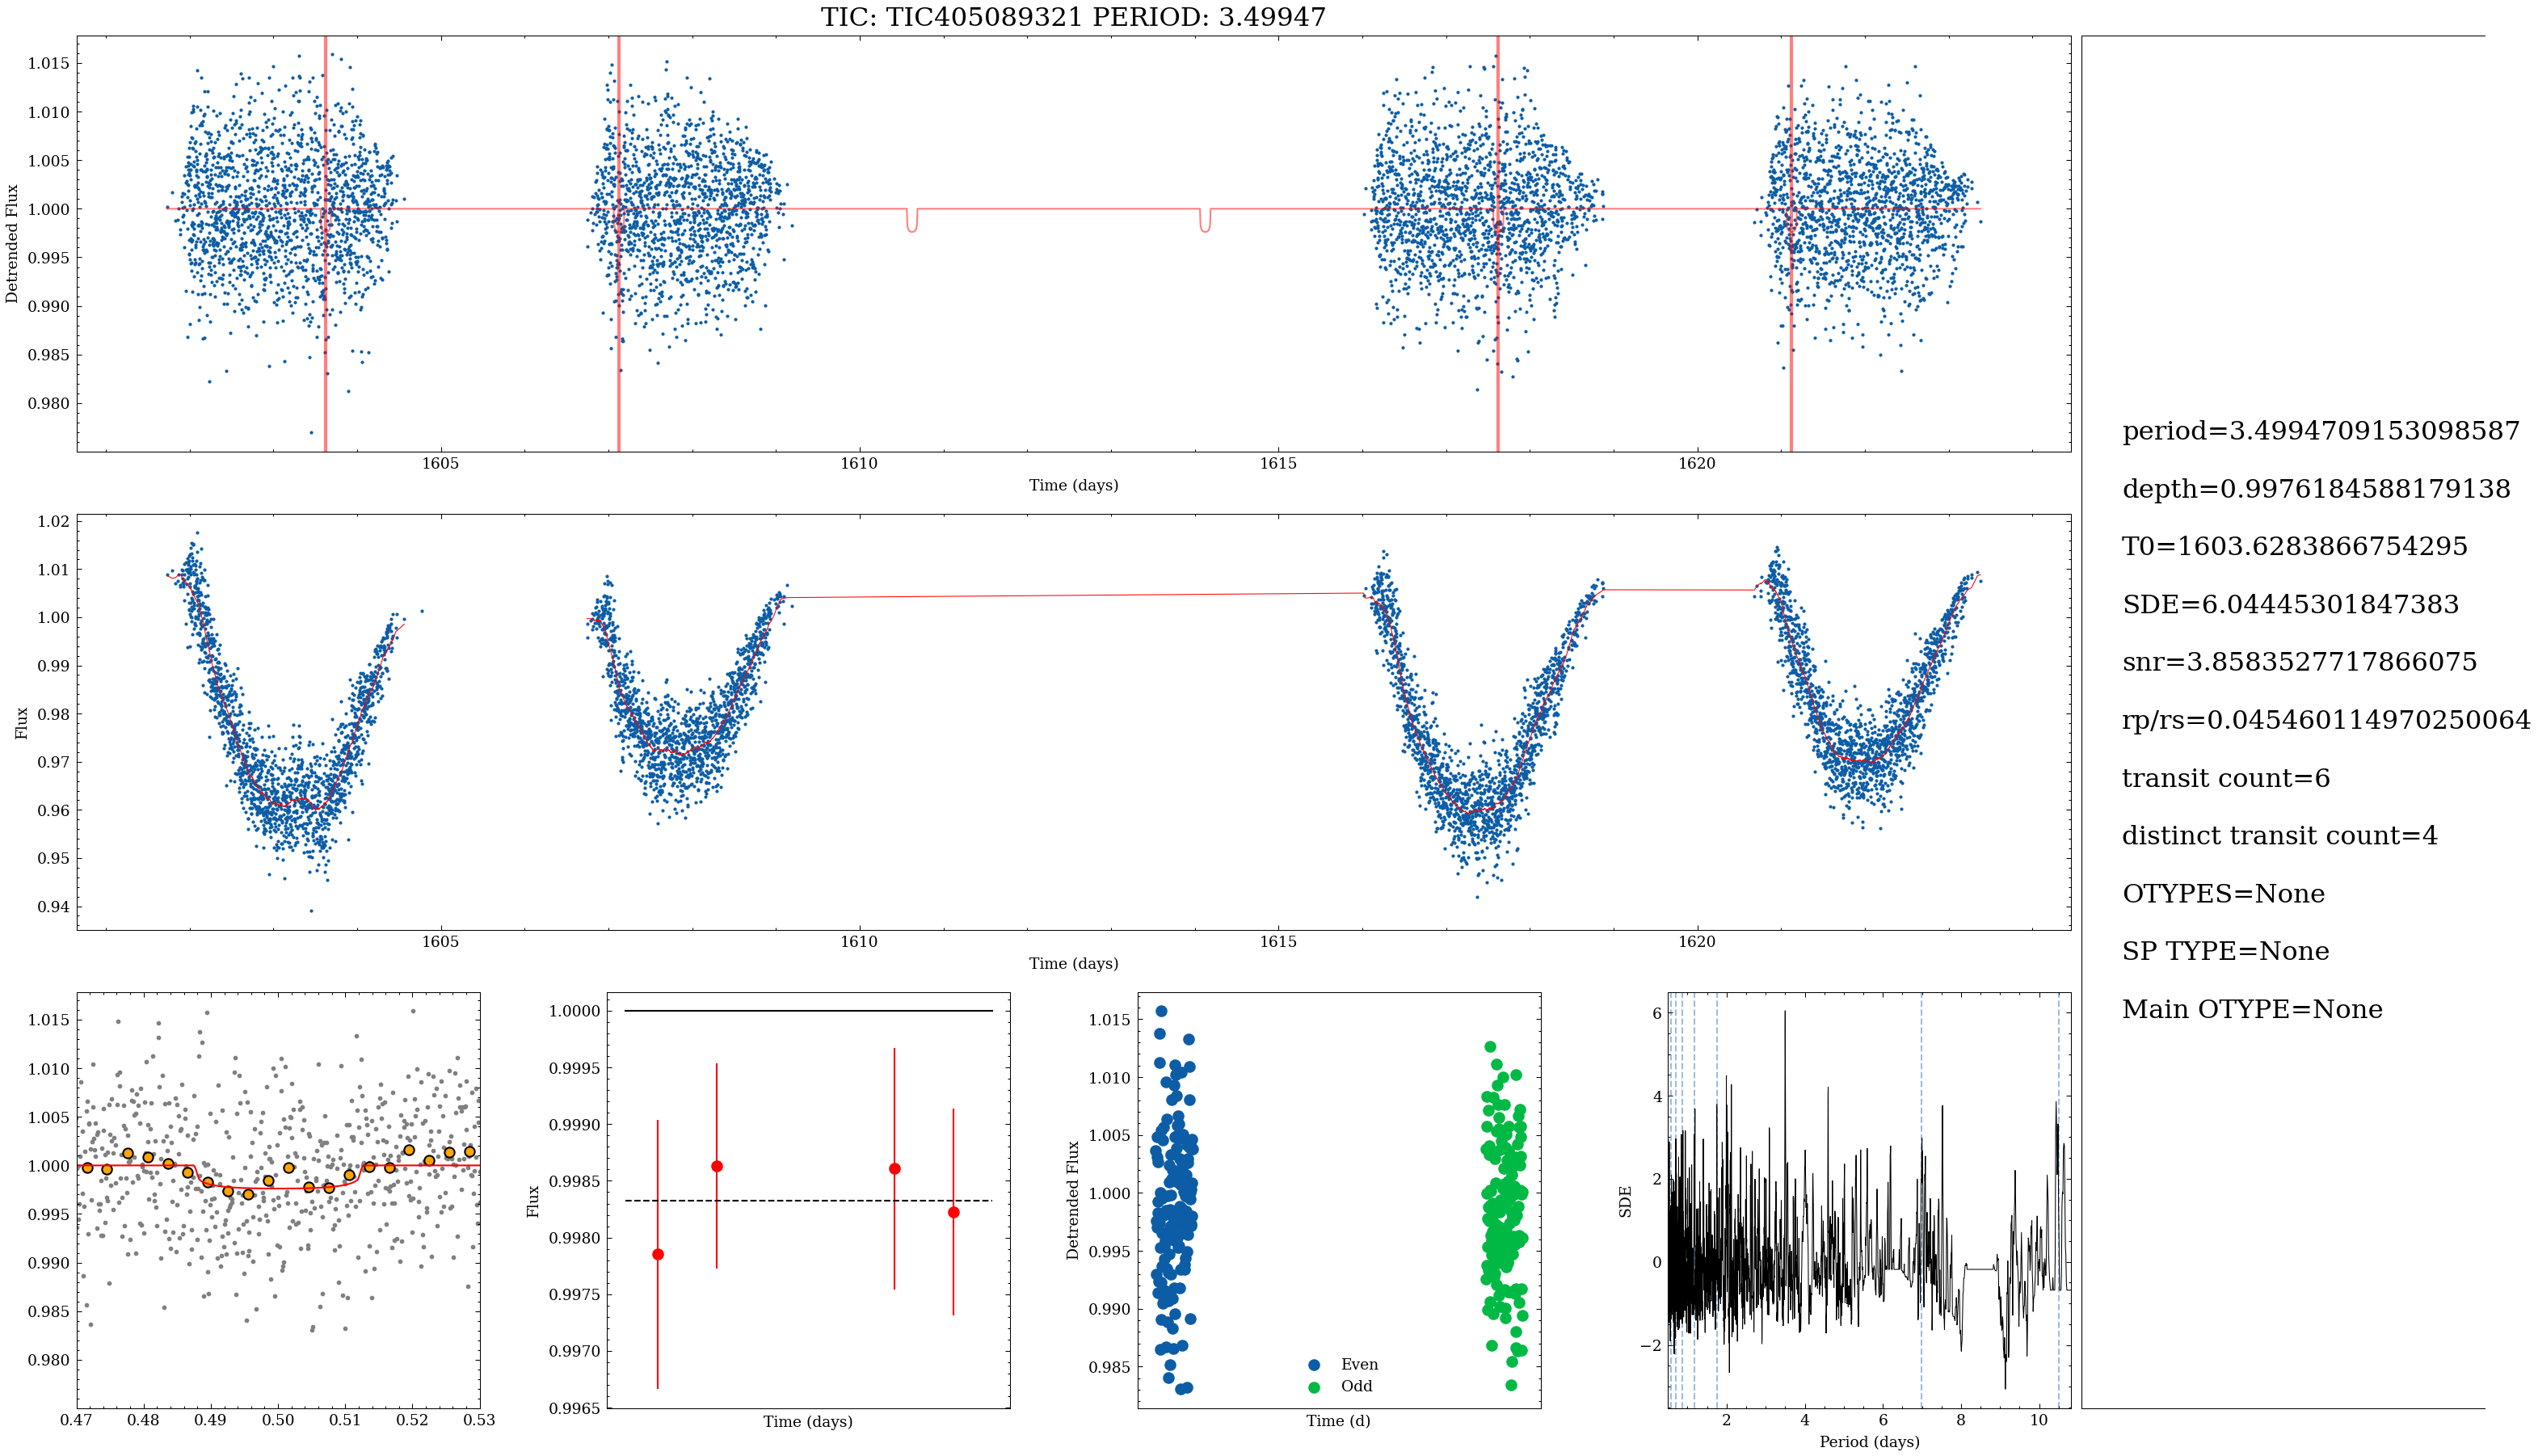 TIC: TIC405089321 PERIOD: 3.49947
1.015
1.010
1.005
1.000
0.995
0.990
0.985
0.980
Detrended Flux
1605 1610 1615 1620
Time (days)
1.02
1.01
1.00
0.99
0.98
0.97
0.96
0.95
0.94
Flux
1605 1610 1615 1620
Time (days)
1.015
1.010
1.005
1.000
0.995
0.990
0.985
0.980
0.47 0.48 0.49 0.50 0.51 0.52 0.53
1.0000
0.9995
0.9990
0.9985
0.9980
0.9975
0.9970
0.9965
Flux
Time (days)
1.015
1.010
1.005
1.000
0.995
0.990
0.985
Detrended Flux
Even
Odd
Time (d)
6
4
2
0
−2
SDE
2 4 6 8 10
Period (days)
period=3.4994709153098587
depth=0.9976184588179138
T0=1603.6283866754295
SDE=6.04445301847383
snr=3.8583527717866075
rp/rs=0.045460114970250064
transit count=6
distinct transit count=4
OTYPES=None
SP TYPE=None
Main OTYPE=None